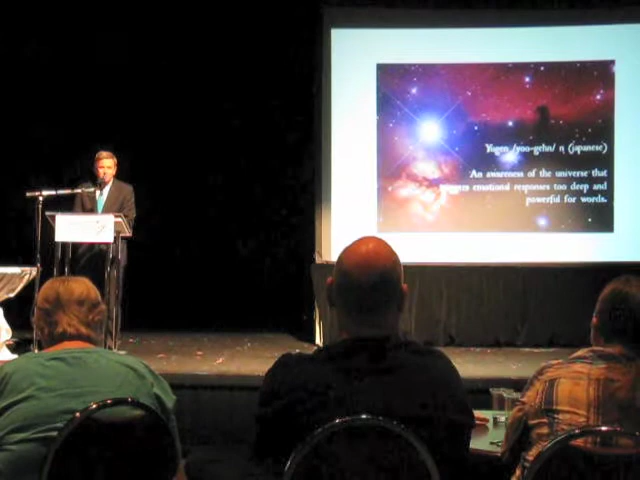 Yugen /yoo-gehn/ n (japanese)
An awareness of the universe that
emotional responses too deep and
powerful for words.